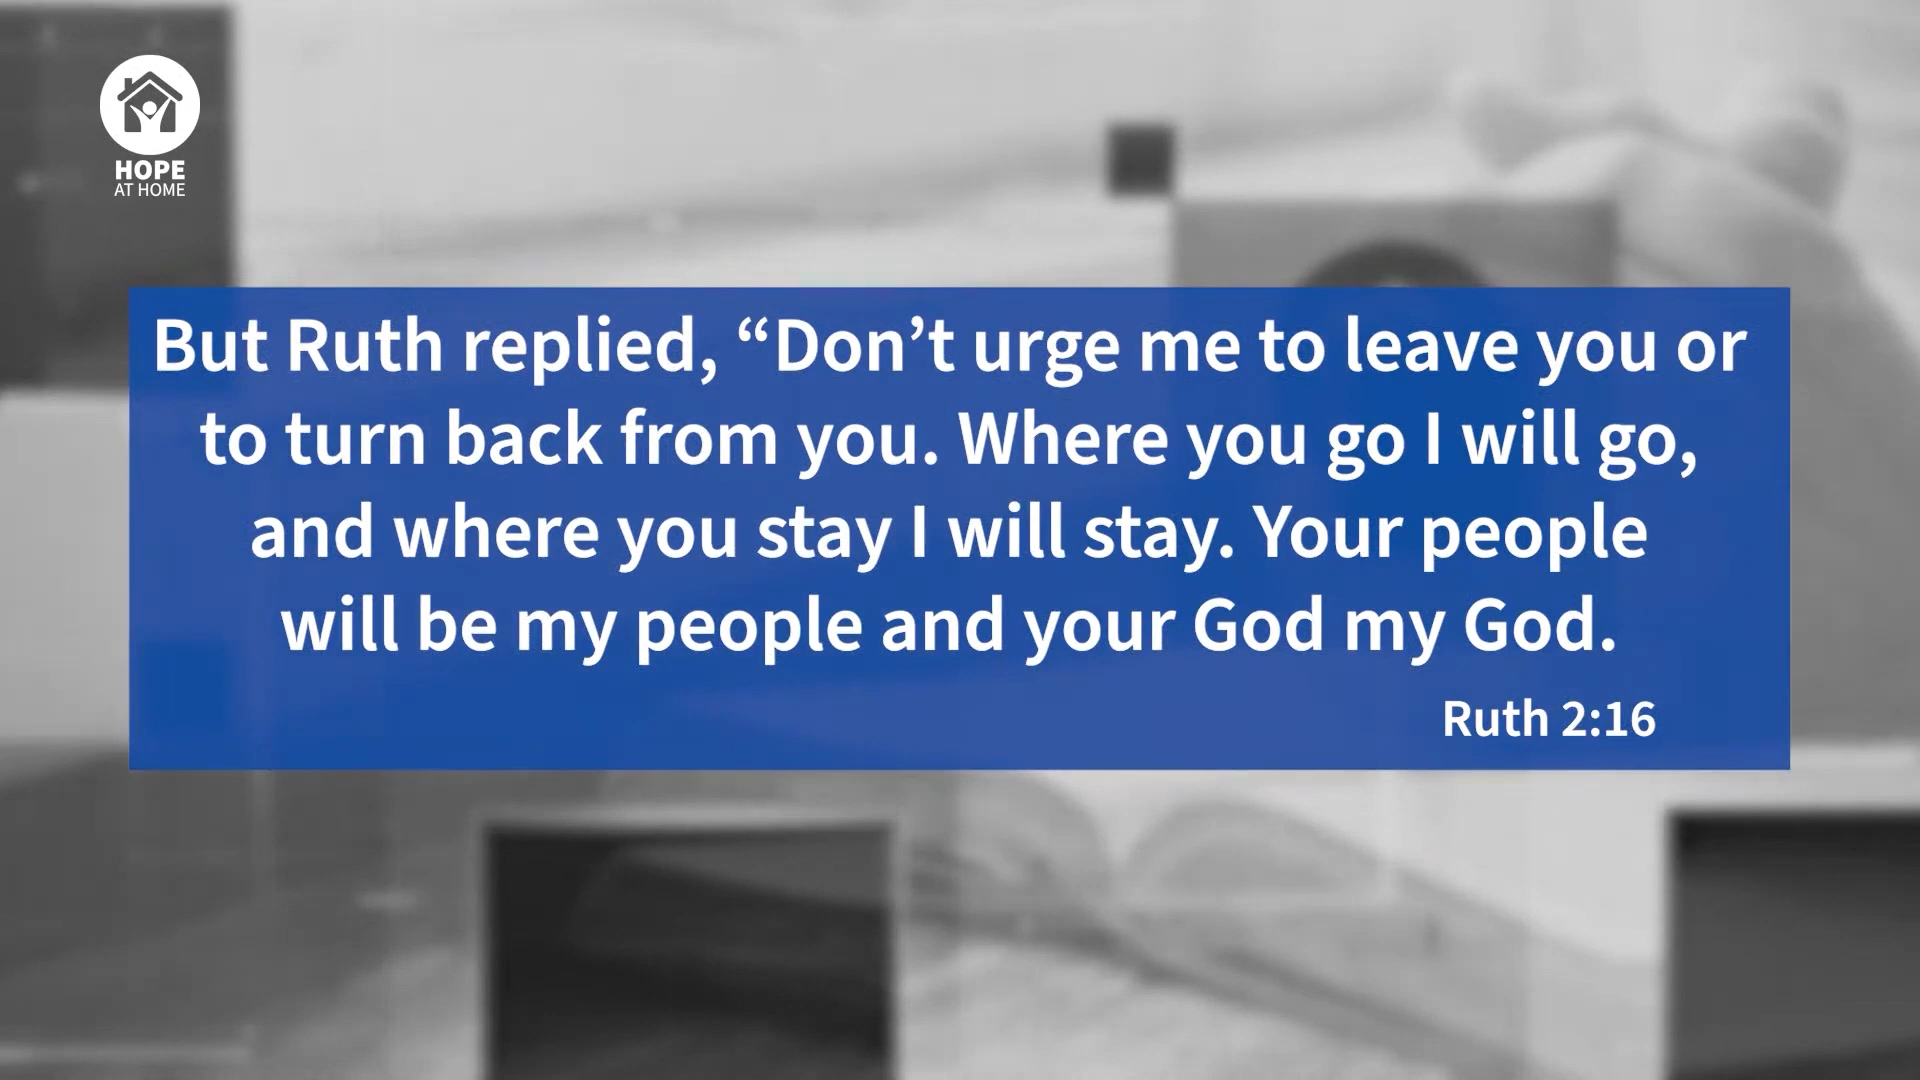 HOPE
AT HOME
But Ruth replied, “Don’t urge me to leave you or
to turn back from you. Where you go I will go,
and where you stay I will stay. Your people
will be my people and your God my God.
Ruth 2:16